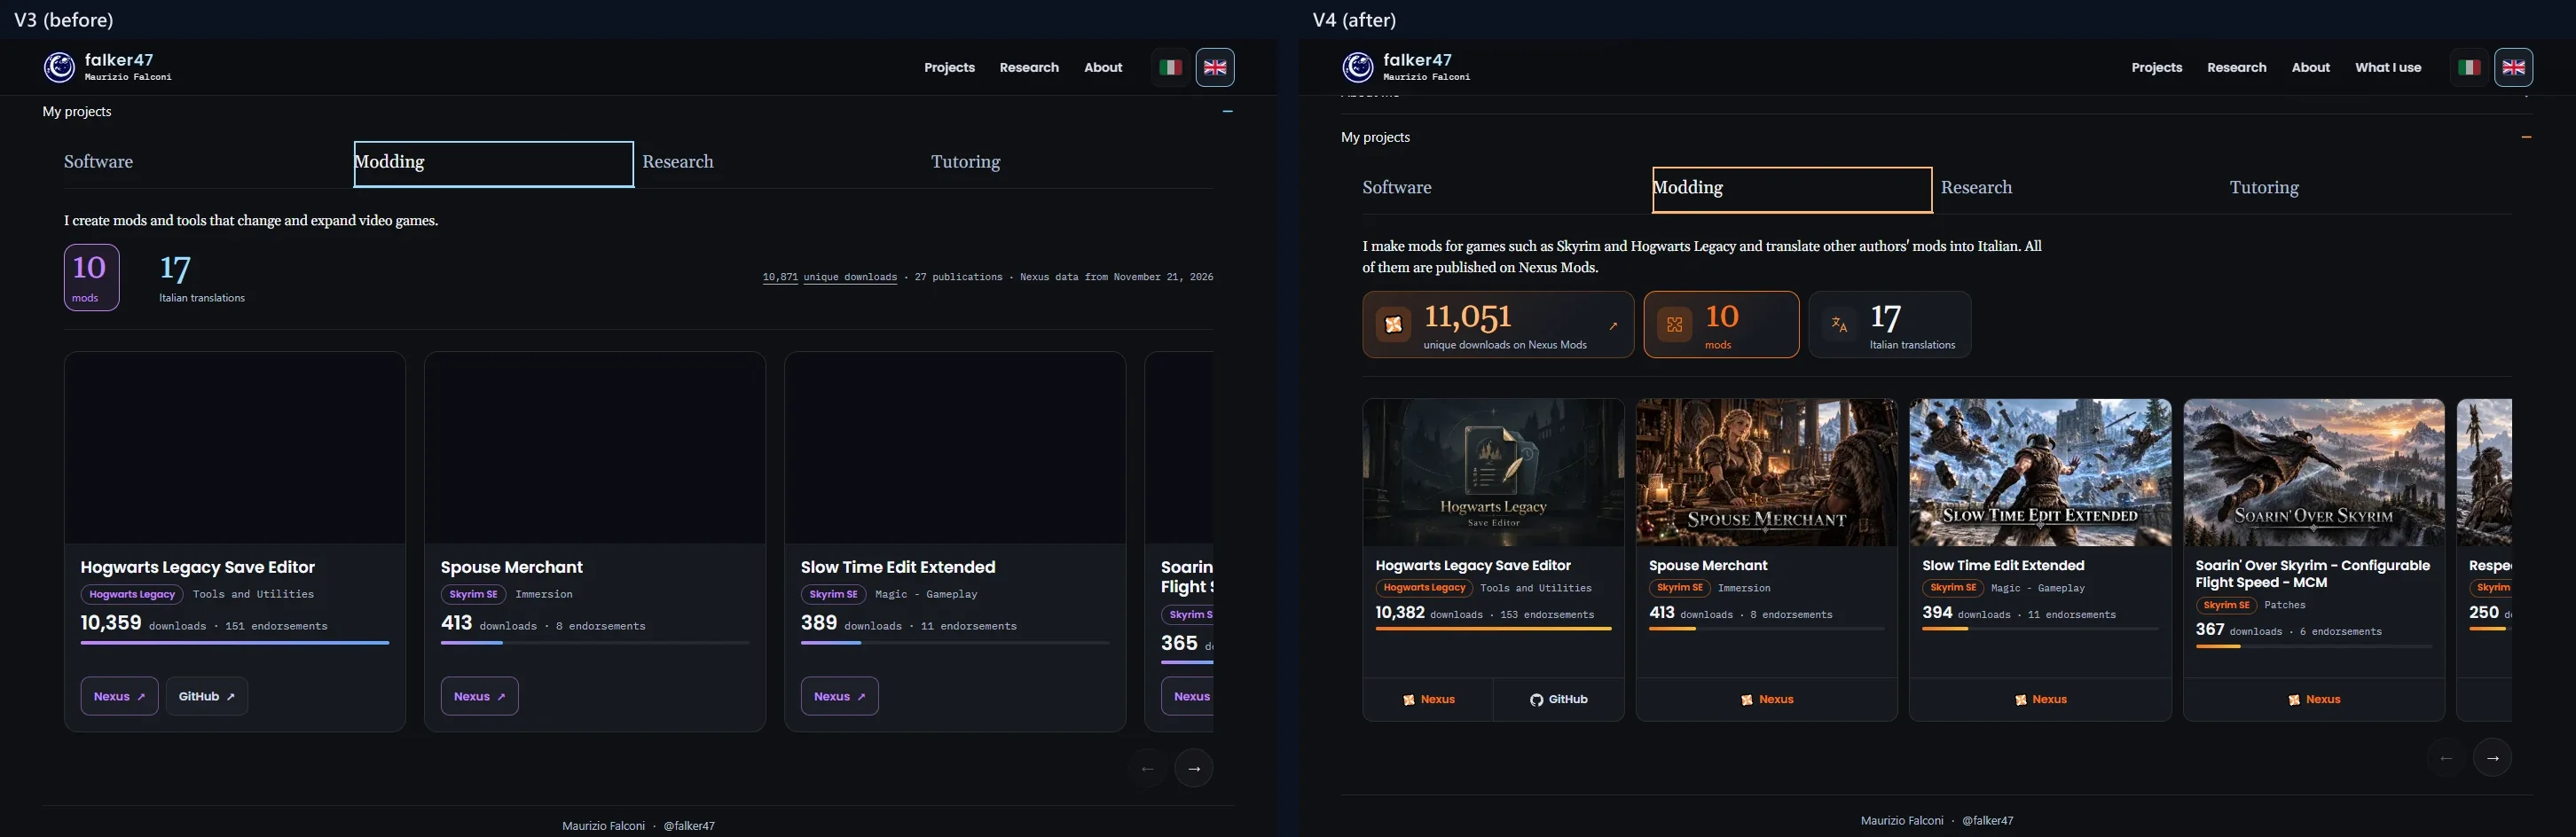 V3 (before)
falker47
Maurizio Falconi
Projects Research About
My projects
Software Modding Research Tutoring
I create mods and tools that change and expand video games.
10
mods
17
Italian translations
10,871 unique downloads · 27 publications · Nexus data from November 21, 2026
Hogwarts Legacy Save Editor
Hogwarts Legacy Tools and Utilities
10,359 downloads · 151 endorsements
Nexus ↗ GitHub ↗
Spouse Merchant
Skyrim SE Immersion
413 downloads · 8 endorsements
Nexus ↗
Slow Time Edit Extended
Skyrim SE Magic - Gameplay
389 downloads · 11 endorsements
Nexus ↗
Soarin
Flight
Skyrim S
365
Nexus
← →
Maurizio Falconi · @falker47
V4 (after)
falker47
Maurizio Falconi
Projects Research About What I use
My projects
Software Modding Research Tutoring
I make mods for games such as Skyrim and Hogwarts Legacy and translate other authors' mods into Italian. All
of them are published on Nexus Mods.
11,051 ↗
unique downloads on Nexus Mods
10
mods
17
Italian translations
Hogwarts Legacy
Save Editor
Hogwarts Legacy Save Editor
Hogwarts Legacy Tools and Utilities
10,382 downloads · 153 endorsements
Nexus GitHub
SPOUSE MERCHANT
Spouse Merchant
Skyrim SE Immersion
413 downloads · 8 endorsements
Nexus
SLOW TIME EDIT EXTENDED
Slow Time Edit Extended
Skyrim SE Magic - Gameplay
394 downloads · 11 endorsements
Nexus
SOARIN' OVER SKYRIM
Soarin' Over Skyrim - Configurable
Flight Speed - MCM
Skyrim SE Patches
367 downloads · 6 endorsements
Nexus
Respe
Skyrim
250
← →
Maurizio Falconi · @falker47